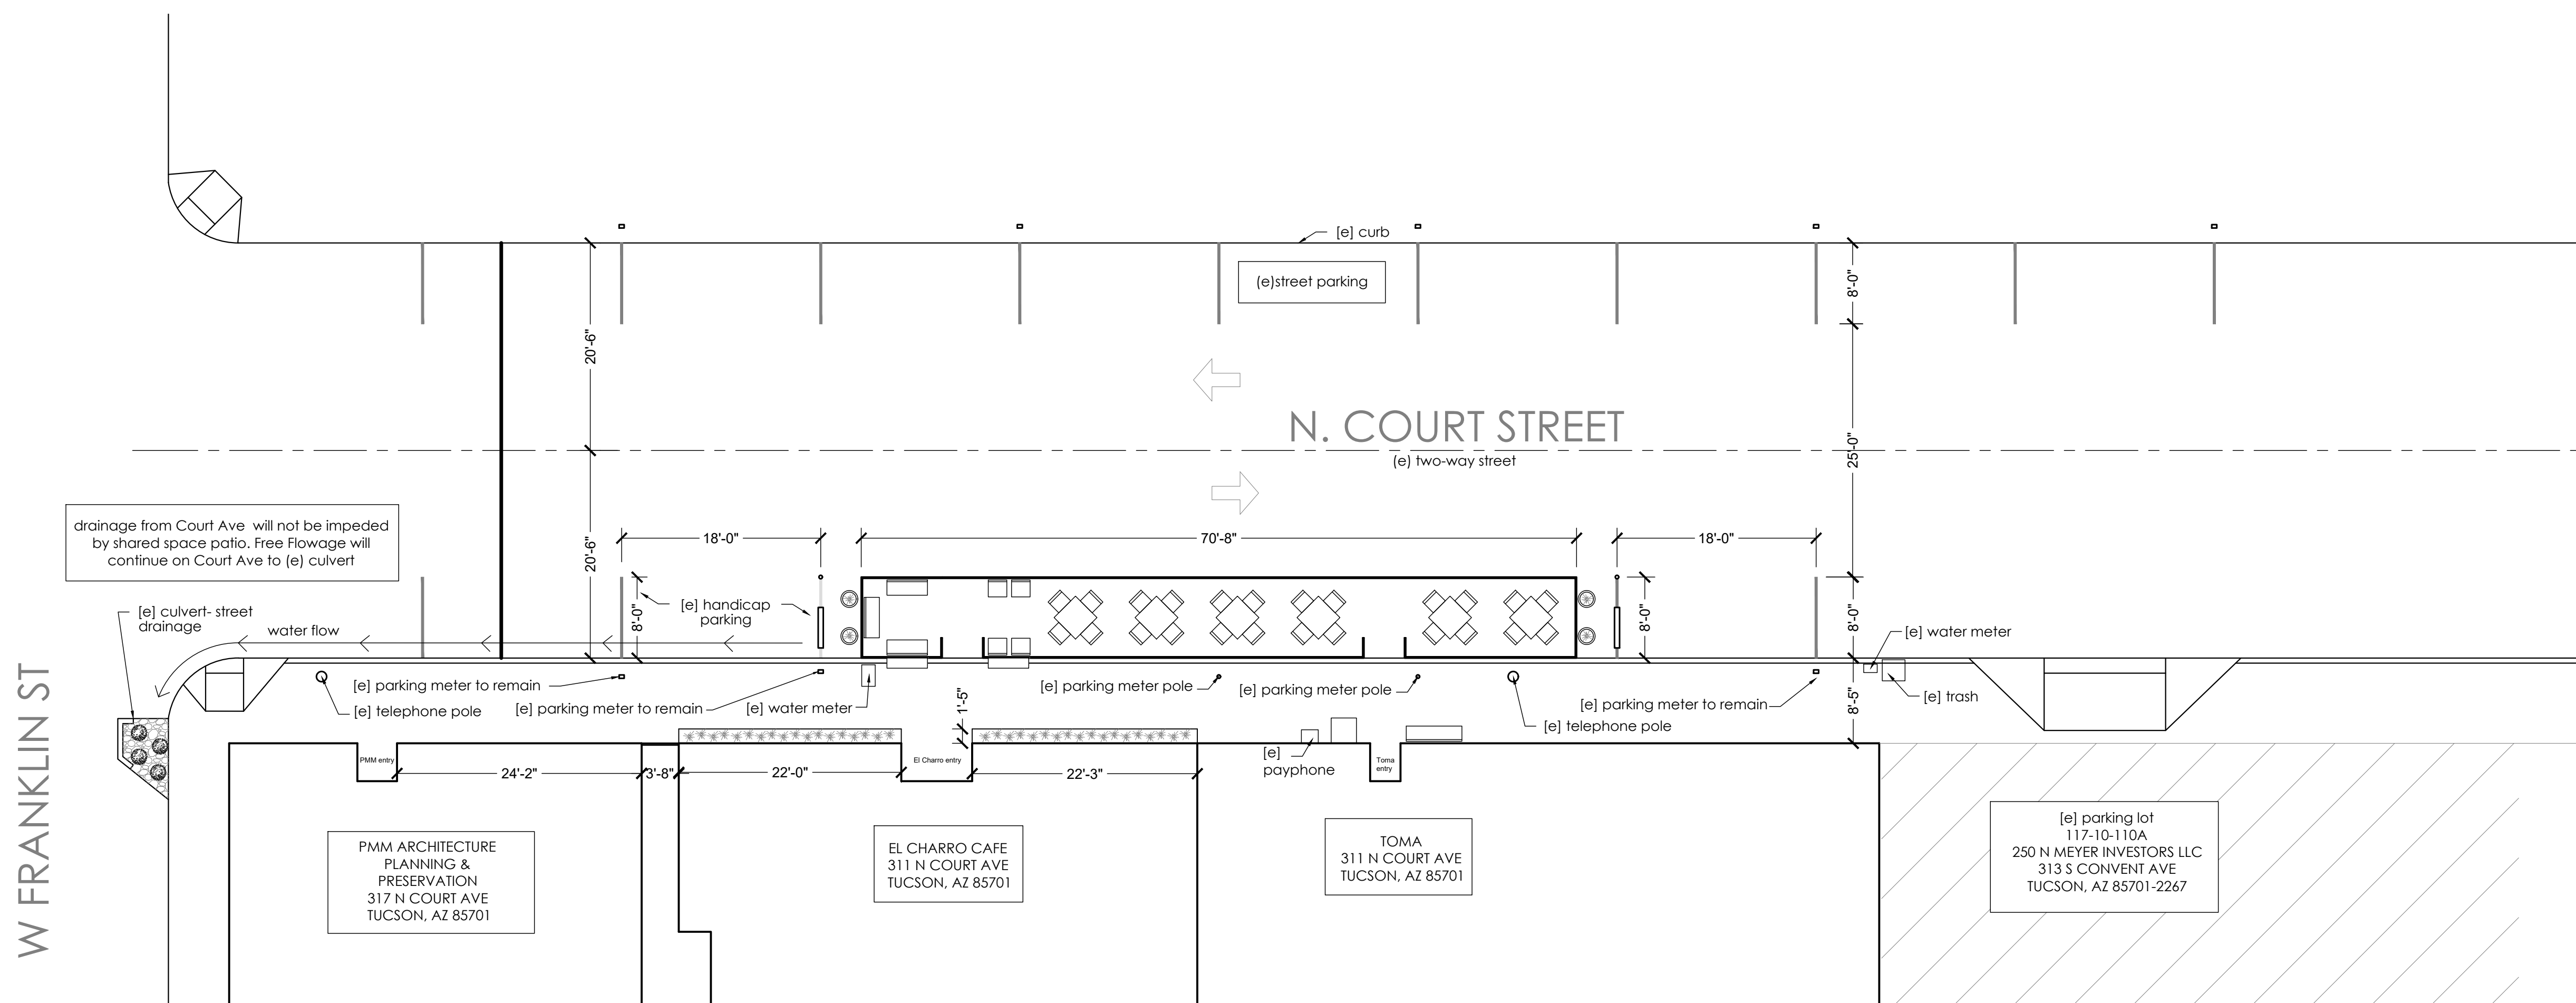 [e] curb
(e)street parking
8'-0"
20'-6"
N. COURT STREET
(e) two-way street
25'-0"
drainage from Court Ave will not be impeded
by shared space patio. Free Flowage will
continue on Court Ave to (e) culvert
20'-6"
18'-0"
70'-8"
18'-0"
[e] culvert- street
drainage
water flow
8'-0"
[e] handicap
parking
8'-0"
8'-0"
[e] water meter
[e] parking meter to remain
[e] telephone pole
[e] parking meter to remain
[e] water meter
1'-5"
[e] parking meter pole
[e] parking meter pole
[e] parking meter to remain
[e] telephone pole
8'-5"
[e] trash
W FRANKLIN ST
PMM entry
24'-2"
3'-8"
22'-0"
El Charro entry
22'-3"
[e]
payphone
Toma
entry
PMM ARCHITECTURE
PLANNING &
PRESERVATION
317 N COURT AVE
TUCSON, AZ 85701
EL CHARRO CAFE
311 N COURT AVE
TUCSON, AZ 85701
TOMA
311 N COURT AVE
TUCSON, AZ 85701
[e] parking lot
117-10-110A
250 N MEYER INVESTORS LLC
313 S CONVENT AVE
TUCSON, AZ 85701-2267